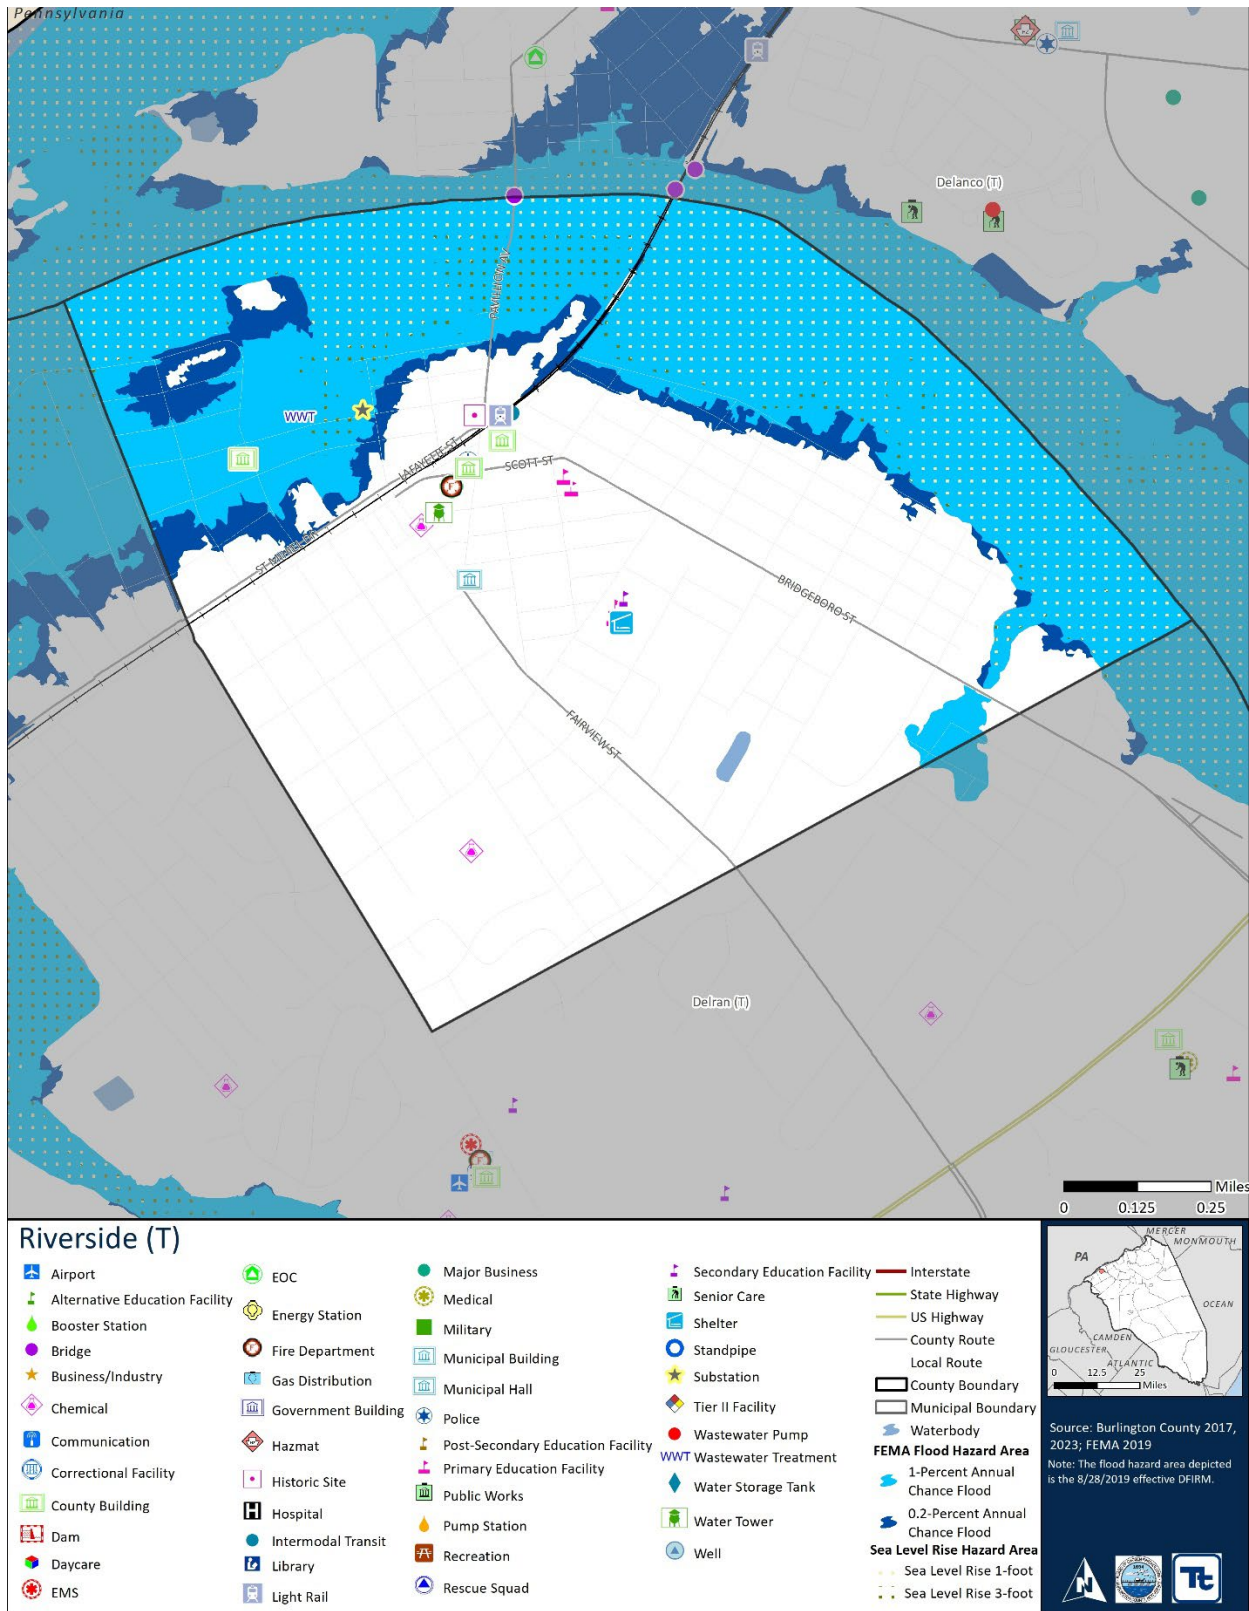 Pennsylvania
Delanco (T)
PAVILLION AV
WWT
LAFAYETTE ST
SCOTT ST
ST MIHIEL DR
BRIDGEBORO ST
FAIRVIEW ST
Delran (T)
Miles
0 0.125 0.25
Riverside (T)
Airport
Alternative Education Facility
Booster Station
Bridge
Business/Industry
Chemical
Communication
Correctional Facility
County Building
Dam
Daycare
EMS
EOC
Energy Station
Fire Department
Gas Distribution
Government Building
Hazmat
Historic Site
Hospital
Intermodal Transit
Library
Light Rail
Major Business
Medical
Military
Municipal Building
Municipal Hall
Police
Post-Secondary Education Facility
Primary Education Facility
Public Works
Pump Station
Recreation
Rescue Squad
Secondary Education Facility
Senior Care
Shelter
Standpipe
Substation
Tier II Facility
Wastewater Pump
WWT Wastewater Treatment
Water Storage Tank
Water Tower
Well
Interstate
State Highway
US Highway
County Route
Local Route
County Boundary
Municipal Boundary
Waterbody
FEMA Flood Hazard Area
1-Percent Annual
Chance Flood
0.2-Percent Annual
Chance Flood
Sea Level Rise Hazard Area
Sea Level Rise 1-foot
Sea Level Rise 3-foot
MERCER
MONMOUTH
PA
OCEAN
CAMDEN
GLOUCESTER
ATLANTIC
0 12.5 25
Miles
Source: Burlington County 2017,
2023; FEMA 2019
Note: The flood hazard area depicted
is the 8/28/2019 effective DFIRM.
N
Tt